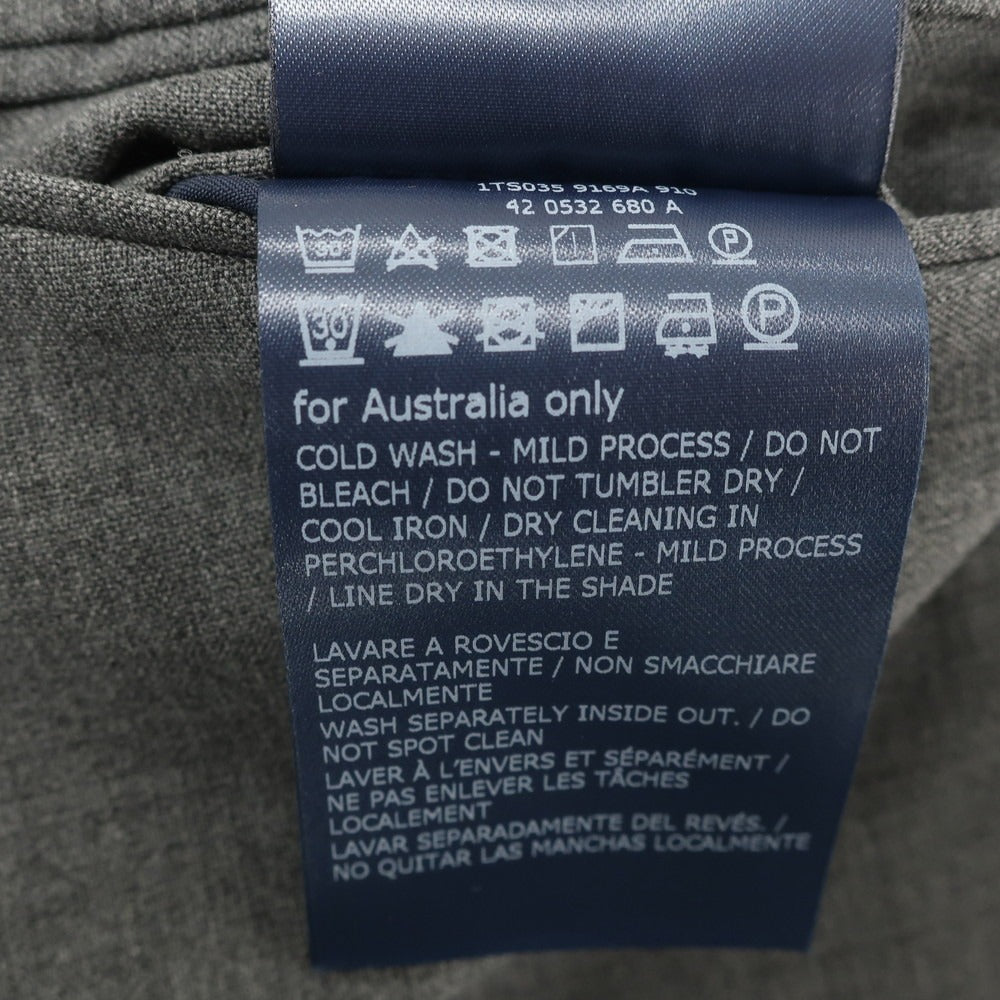 1TS035 9169A 910
42 0532 680 A
30 P
30 P
for Australia only
COLD WASH - MILD PROCESS / DO NOT
BLEACH / DO NOT TUMBLER DRY /
COOL IRON / DRY CLEANING IN
PERCHLOROETHYLENE - MILD PROCESS
/ LINE DRY IN THE SHADE
LAVARE A ROVESCIO E
SEPARATAMENTE / NON SMACCHIARE
LOCALMENTE
WASH SEPARATELY INSIDE OUT. / DO
NOT SPOT CLEAN
LAVER À L'ENVERS ET SÉPARÉMENT /
NE PAS ENLEVER LES TÂCHES
LOCALEMENT
LAVAR SEPARADAMENTE DEL REVÉS. /
NO QUITAR LAS MANCHAS LOCALMENTE